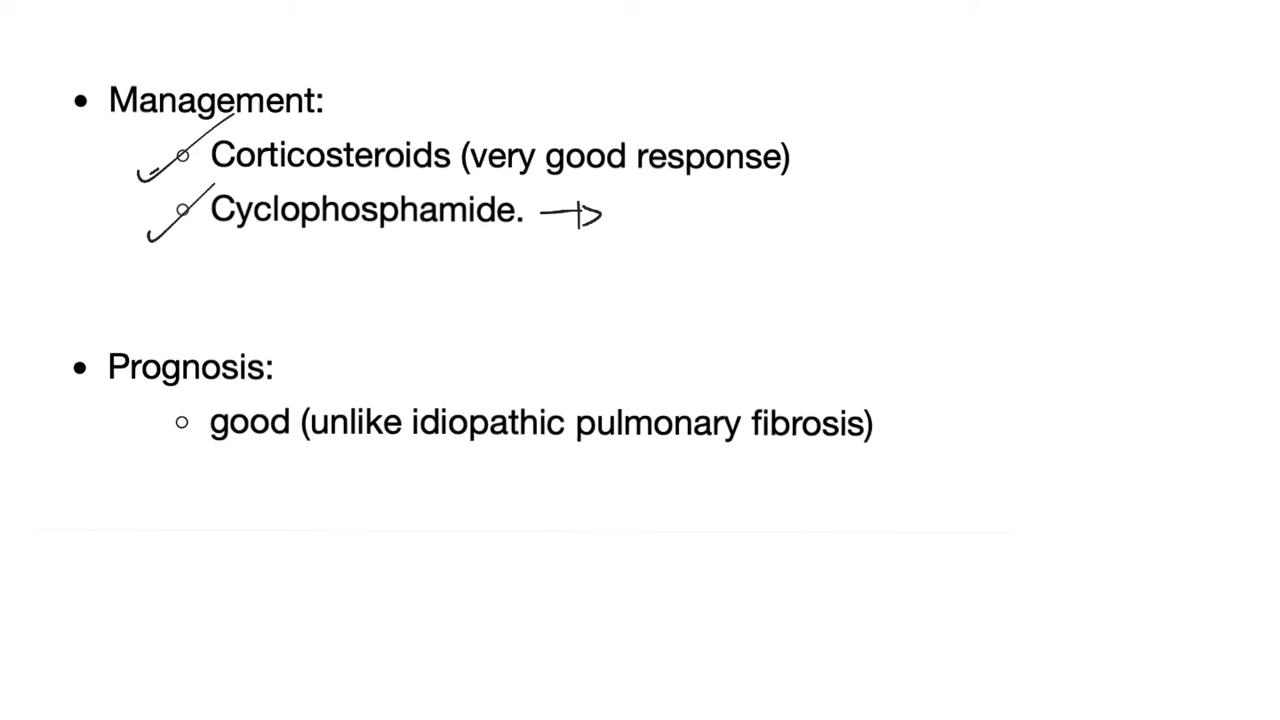 • Management:
○ Corticosteroids (very good response)
○ Cyclophosphamide.
• Prognosis:
○ good (unlike idiopathic pulmonary fibrosis)